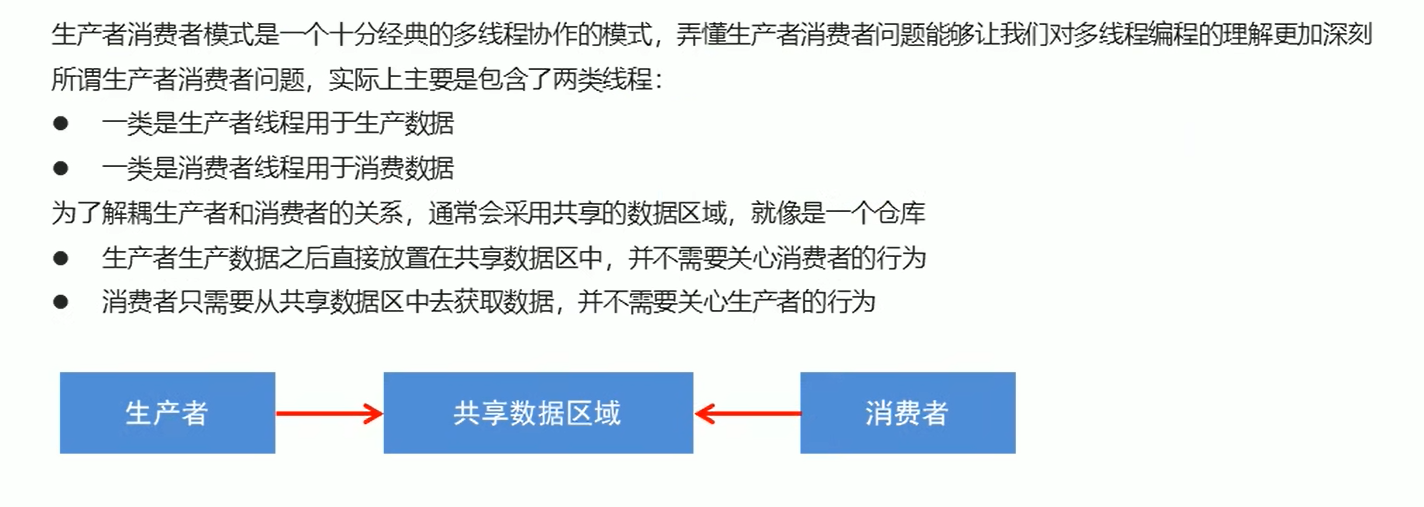 生产者消费者模式是一个十分经典的多线程协作的模式，弄懂生产者消费者问题能够让我们对多线程编程的理解更加深刻
所谓生产者消费者问题，实际上主要是包含了两类线程：
● 一类是生产者线程用于生产数据
● 一类是消费者线程用于消费数据
为了解耦生产者和消费者的关系，通常会采用共享的数据区域，就像是一个仓库
● 生产者生产数据之后直接放置在共享数据区中，并不需要关心消费者的行为
● 消费者只需要从共享数据区中去获取数据，并不需要关心生产者的行为
生产者
共享数据区域
消费者